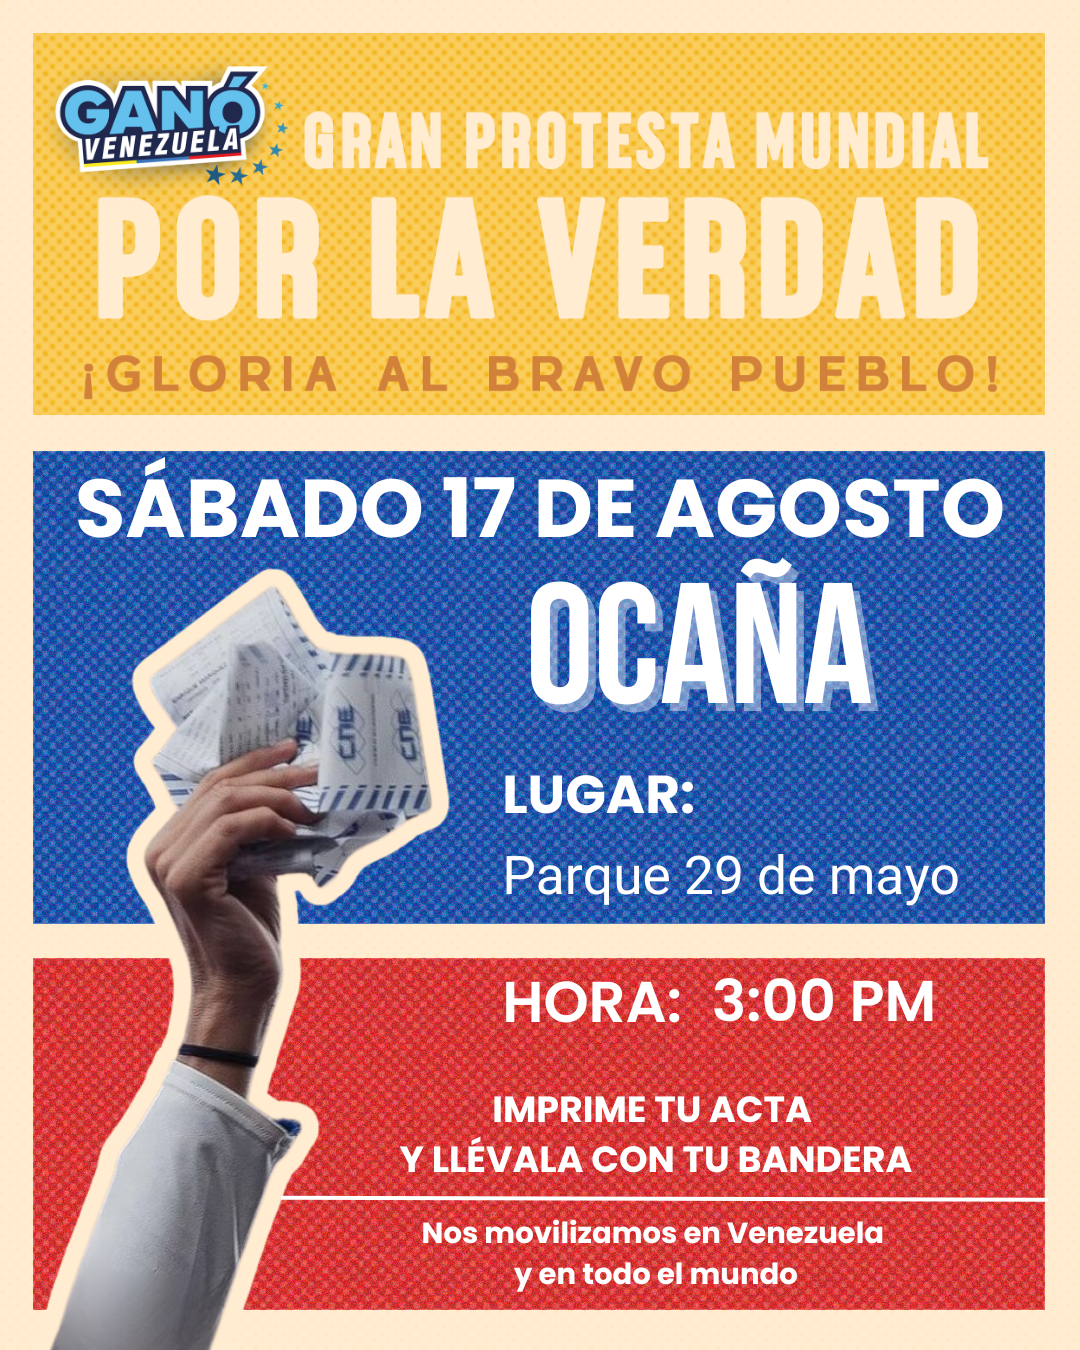 GANÓ
VENEZUELA
GRAN PROTESTA MUNDIAL
POR LA VERDAD
¡GLORIA AL BRAVO PUEBLO!
SÁBADO 17 DE AGOSTO
OCAÑA
CNE
CNE
LUGAR:
Parque 29 de mayo
HORA: 3:00 PM
IMPRIME TU ACTA
Y LLÉVALA CON TU BANDERA
Nos movilizamos en Venezuela
y en todo el mundo